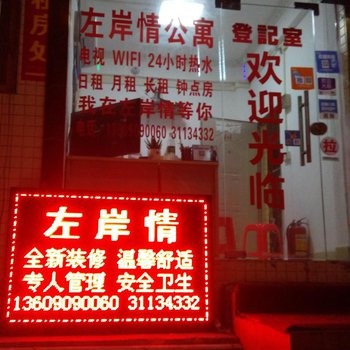 左岸情公寓
登記室
电视 WIFI 24小时热水
日租 月租 长租 钟点房
我在左岸情等你
13609090060 31134332
欢迎光临
拉
左岸情
全新装修 温馨舒适
专人管理 安全卫生
13609090060 31134332